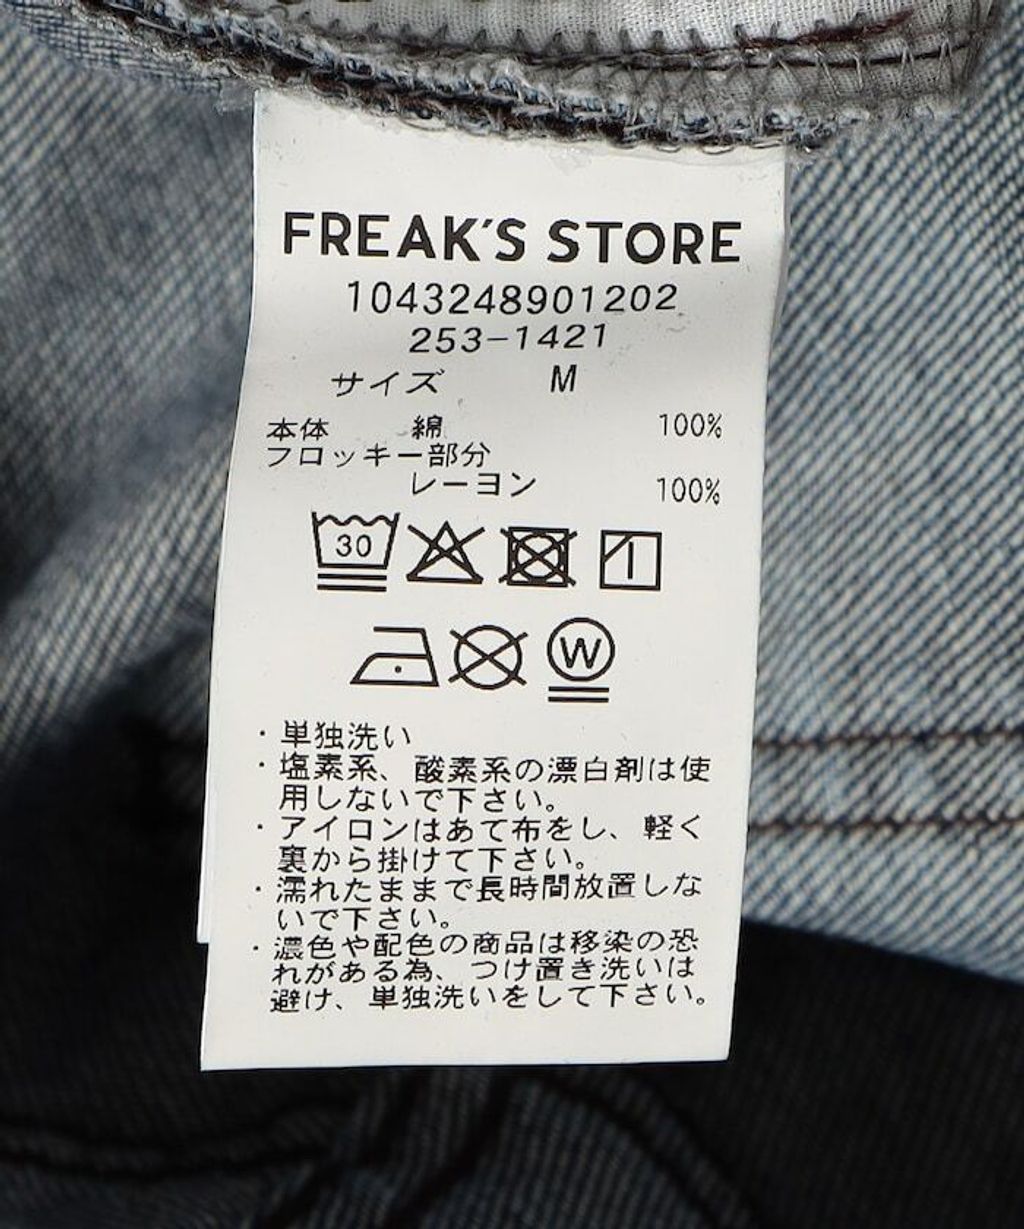 FREAK'S STORE
1043248901202
253-1421
サイズ M
本体 綿 100%
フロッキー部分
レーヨン 100%
30
W
・単独洗い
・塩素系、酸素系の漂白剤は使
用しないで下さい。
・アイロンはあて布をし、軽く
裏から掛けて下さい。
・濡れたままで長時間放置しな
いで下さい。
・濃色や配色の商品は移染の恐
れがある為、つけ置き洗いは
避け、単独洗いをして下さい。